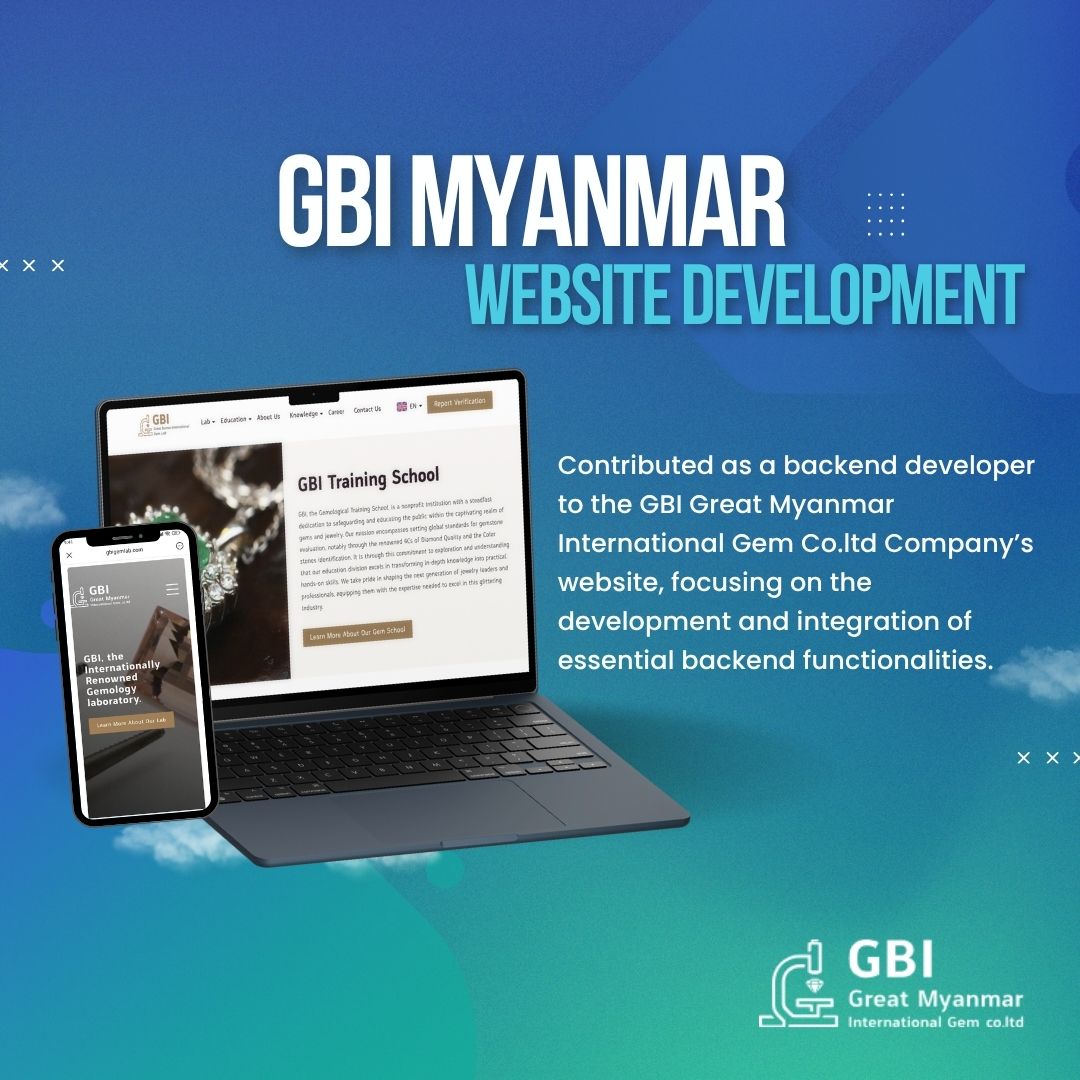 GBI MYANMAR
WEBSITE DEVELOPMENT
GBI
Lab
Education
About Us
Knowledge
Career
Contact Us
EN
Report Verification
GBI Training School
GBI, the Gemological Training School, is a nonprofit institution with a steadfast
dedication to safeguarding and educating the public within the captivating realm of
gems and jewelry. Our mission encompasses setting global standards for gemstone
evaluation, notably through the renowned 4Cs of Diamond Quality and the Color
stones identification. It is through this commitment to exploration and understanding
that our education division excels in transforming in-depth knowledge into practical,
hands-on skills. We take pride in shaping the next generation of jewelry leaders and
professionals, equipping them with the expertise needed to excel in this glittering
industry.
Learn More About Our Gem School
gbigemlab.com
GBI
Great Myanmar
International Gem co.ltd
GBI, the
Internationally
Renowned
Gemology
laboratory.
Learn More About Our Lab
Contributed as a backend developer
to the GBI Great Myanmar
International Gem Co.ltd Company’s
website, focusing on the
development and integration of
essential backend functionalities.
GBI
Great Myanmar
International Gem co.ltd